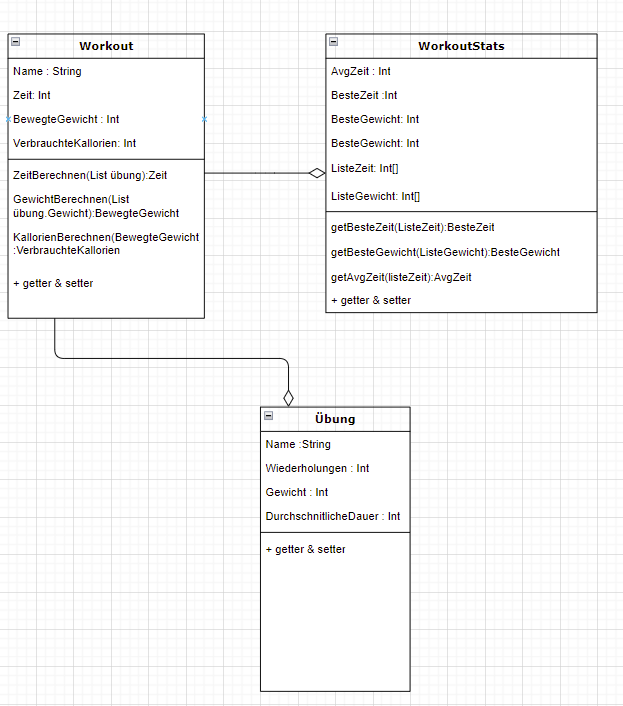 Workout
Name : String
Zeit: Int
BewegteGewicht : Int
VerbrauchteKallorien: Int
ZeitBerechnen(List übung):Zeit
GewichtBerechnen(List
übung.Gewicht):BewegteGewicht
KallorienBerechnen(BewegteGewicht
:VerbrauchteKallorien
+ getter & setter
WorkoutStats
AvgZeit : Int
BesteZeit :Int
BesteGewicht: Int
BesteGewicht: Int
ListeZeit: Int[]
ListeGewicht: Int[]
getBesteZeit(ListeZeit):BesteZeit
getBesteGewicht(ListeGewicht):BesteGewicht
getAvgZeit(listeZeit):AvgZeit
+ getter & setter
Übung
Name :String
Wiederholungen : Int
Gewicht : Int
DurchschnitlicheDauer : Int
+ getter & setter